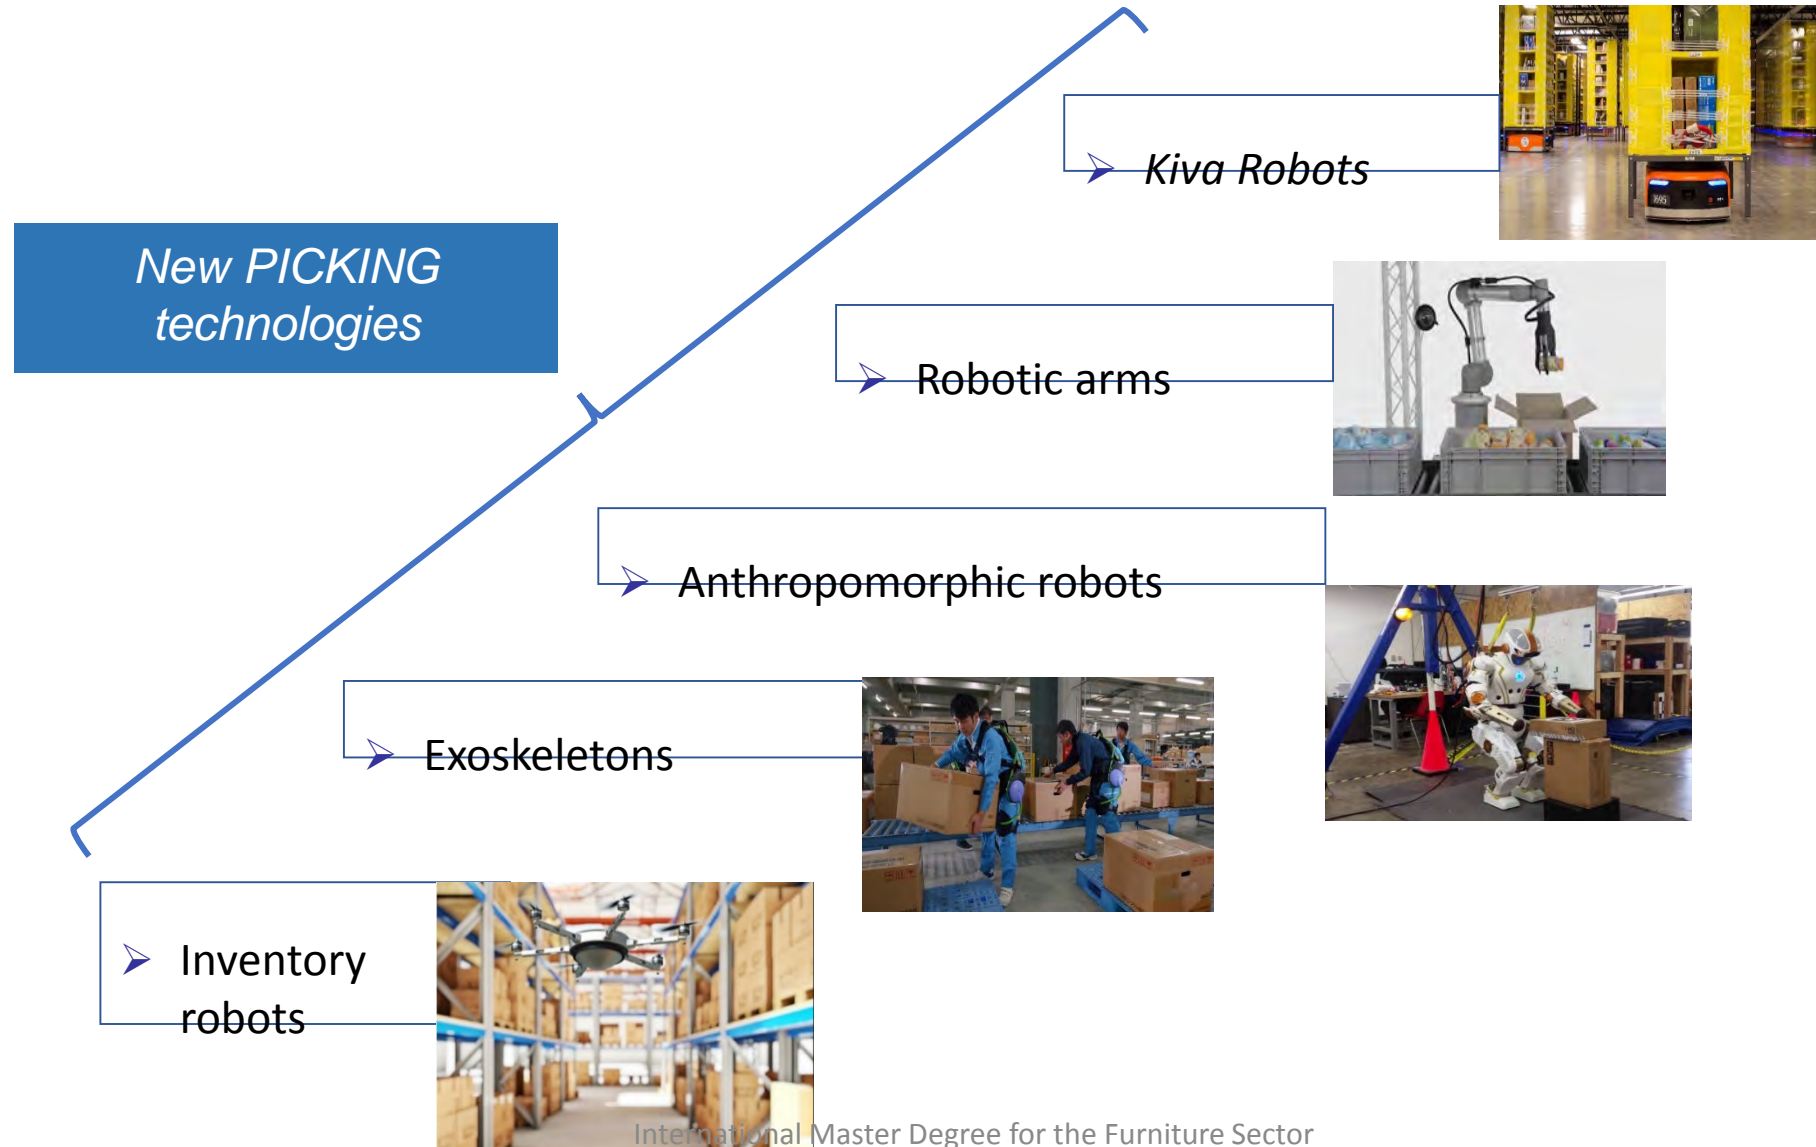 New PICKING
technologies
Kiva Robots
Robotic arms
Anthropomorphic robots
Exoskeletons
Inventory
robots
International Master Degree for the Furniture Sector